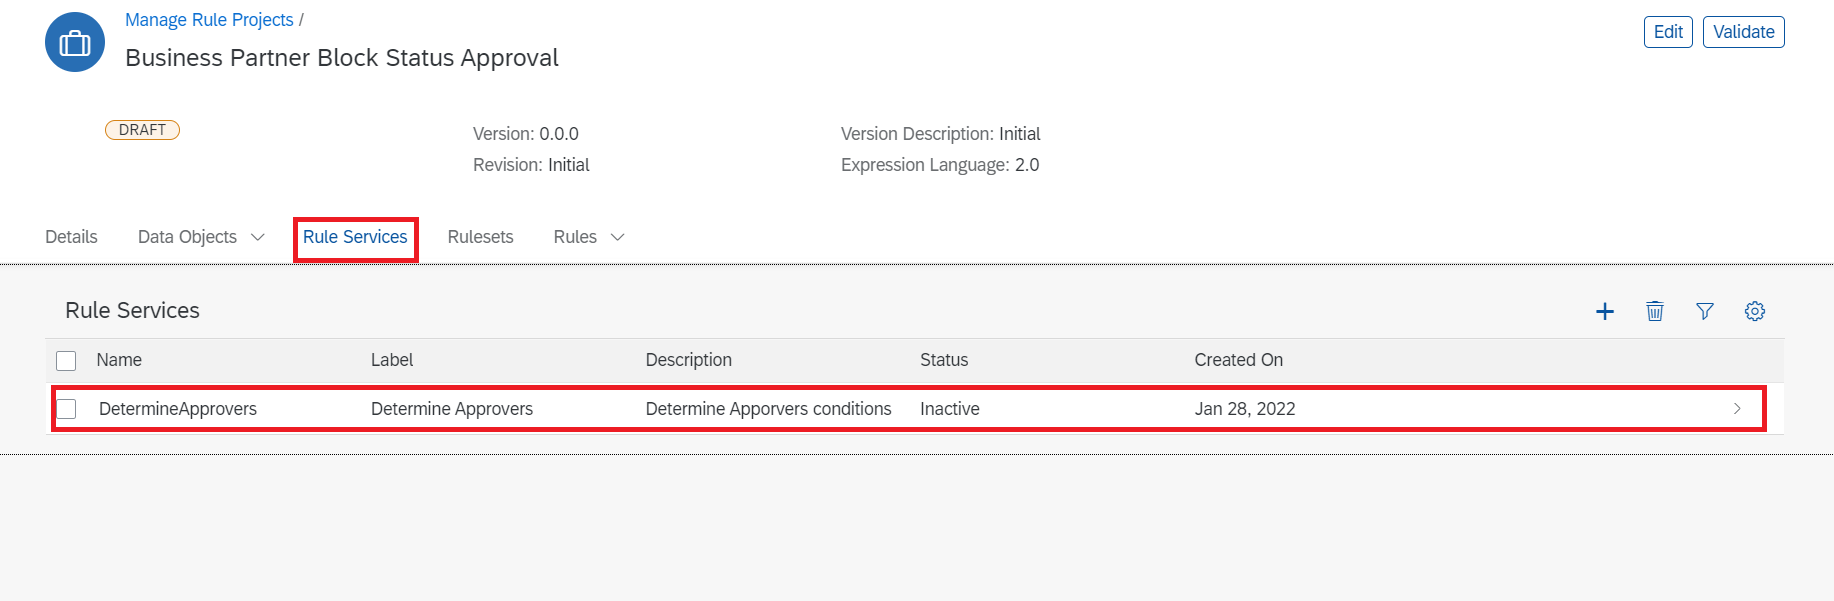 Manage Rule Projects /
Business Partner Block Status Approval
Edit
Validate
DRAFT
Version: 0.0.0
Version Description: Initial
Revision: Initial
Expression Language: 2.0
Details
Data Objects
Rule Services
Rulesets
Rules
Rule Services
Name Label Description Status Created On
DetermineApprovers Determine Approvers Determine Apporvers conditions Inactive Jan 28, 2022